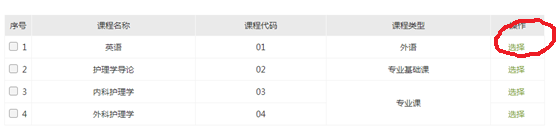 序号 课程名称 课程代码 课程类型 操作
1 英语 01 外语 选择
2 护理学导论 02 专业基础课 选择
3 内科护理学 03 专业课 选择
4 外科护理学 04 选择